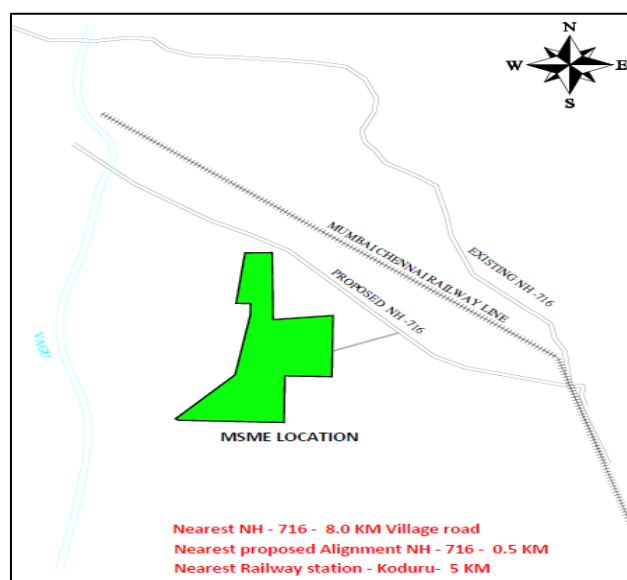 N
W E
S
MUMBAI CHENNAI RAILWAY LINE
EXISTING NH -716
PROPOSED NH -716
VAGU
MSME LOCATION
Nearest NH - 716 - 8.0 KM Village road
Nearest proposed Alignment NH - 716 - 0.5 KM
Nearest Railway station - Koduru- 5 KM